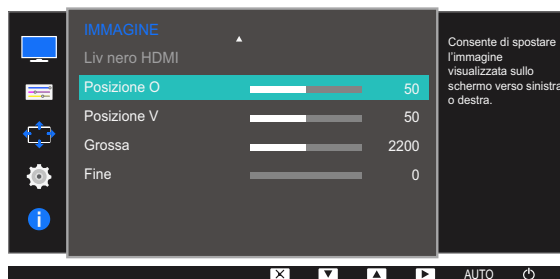 IMMAGINE
Liv nero HDMI
Posizione O 50
Posizione V 50
Grossa 2200
Fine 0
Consente di spostare
l'immagine
visualizzata sullo
schermo verso sinistra
o destra.
AUTO